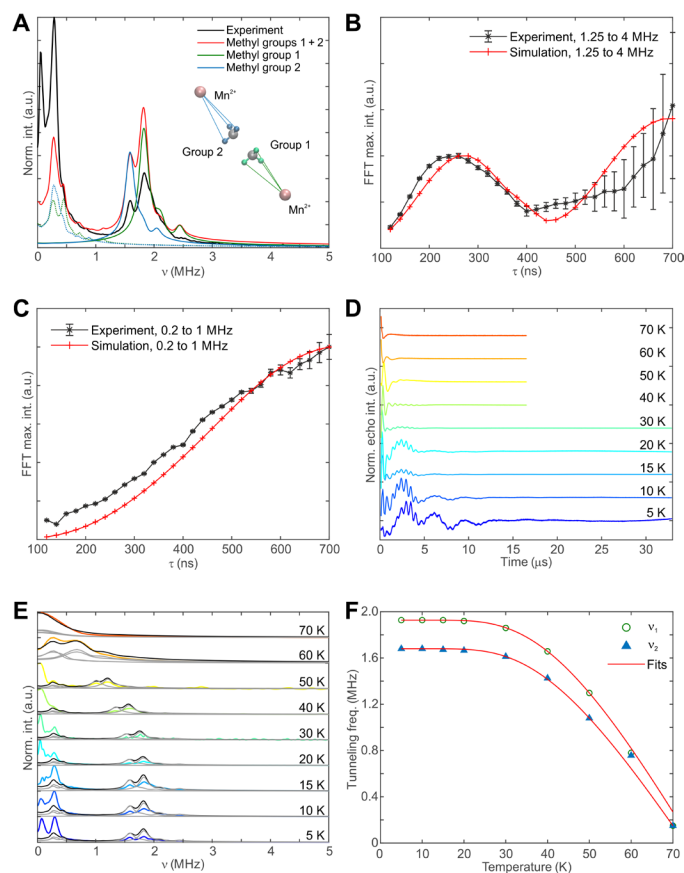 A
Norm. int. (a.u.)
Experiment
Methyl groups 1 + 2
Methyl group 1
Methyl group 2
Mn2+
Group 1
Group 2
Mn2+
0 1 2 3 4 5
ν (MHz)
B
FFT max. int. (a.u.)
Experiment, 1.25 to 4 MHz
Simulation, 1.25 to 4 MHz
100 200 300 400 500 600 700
τ (ns)
C
FFT max. int. (a.u.)
Experiment, 0.2 to 1 MHz
Simulation, 0.2 to 1 MHz
100 200 300 400 500 600 700
τ (ns)
D
Norm. echo int. (a.u.)
70 K
60 K
50 K
40 K
30 K
20 K
15 K
10 K
5 K
0 5 10 15 20 25 30
Time (μs)
E
Norm. int. (a.u.)
70 K
60 K
50 K
40 K
30 K
20 K
15 K
10 K
5 K
0 1 2 3 4 5
ν (MHz)
F
Tunneling freq. (MHz)
2.0
1.6
1.2
0.8
0.4
0
ν1
ν2
Fits
0 10 20 30 40 50 60 70
Temperature (K)